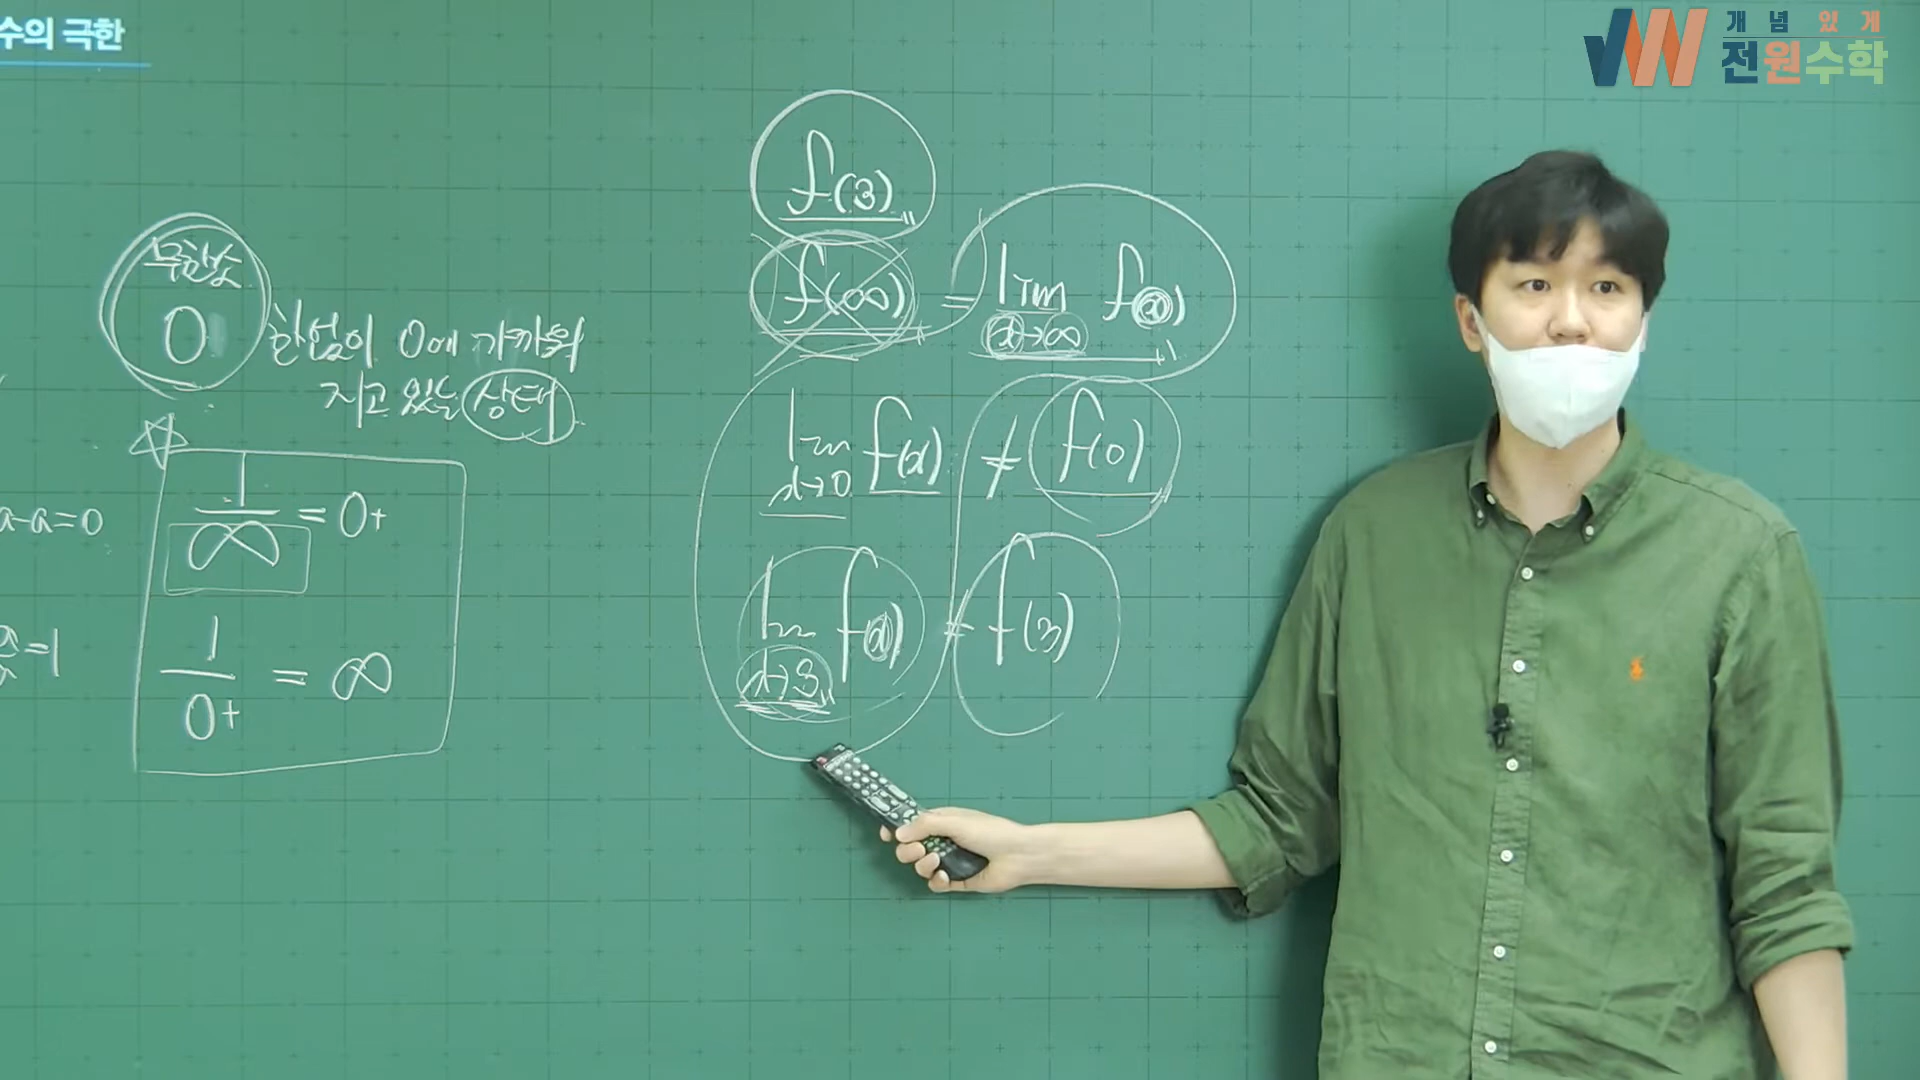 수의 극한
개념있게
전원수학
무한소
0
한없이 0에 가까워
지고 있는 상태
a-a=0
=1
1/∞ = 0+
1/0+ = ∞
f(3)
f(∞) = lim x→∞ f(x)
lim x→0 f(x) ≠ f(0)
lim x→3 f(x) ≠ f(3)